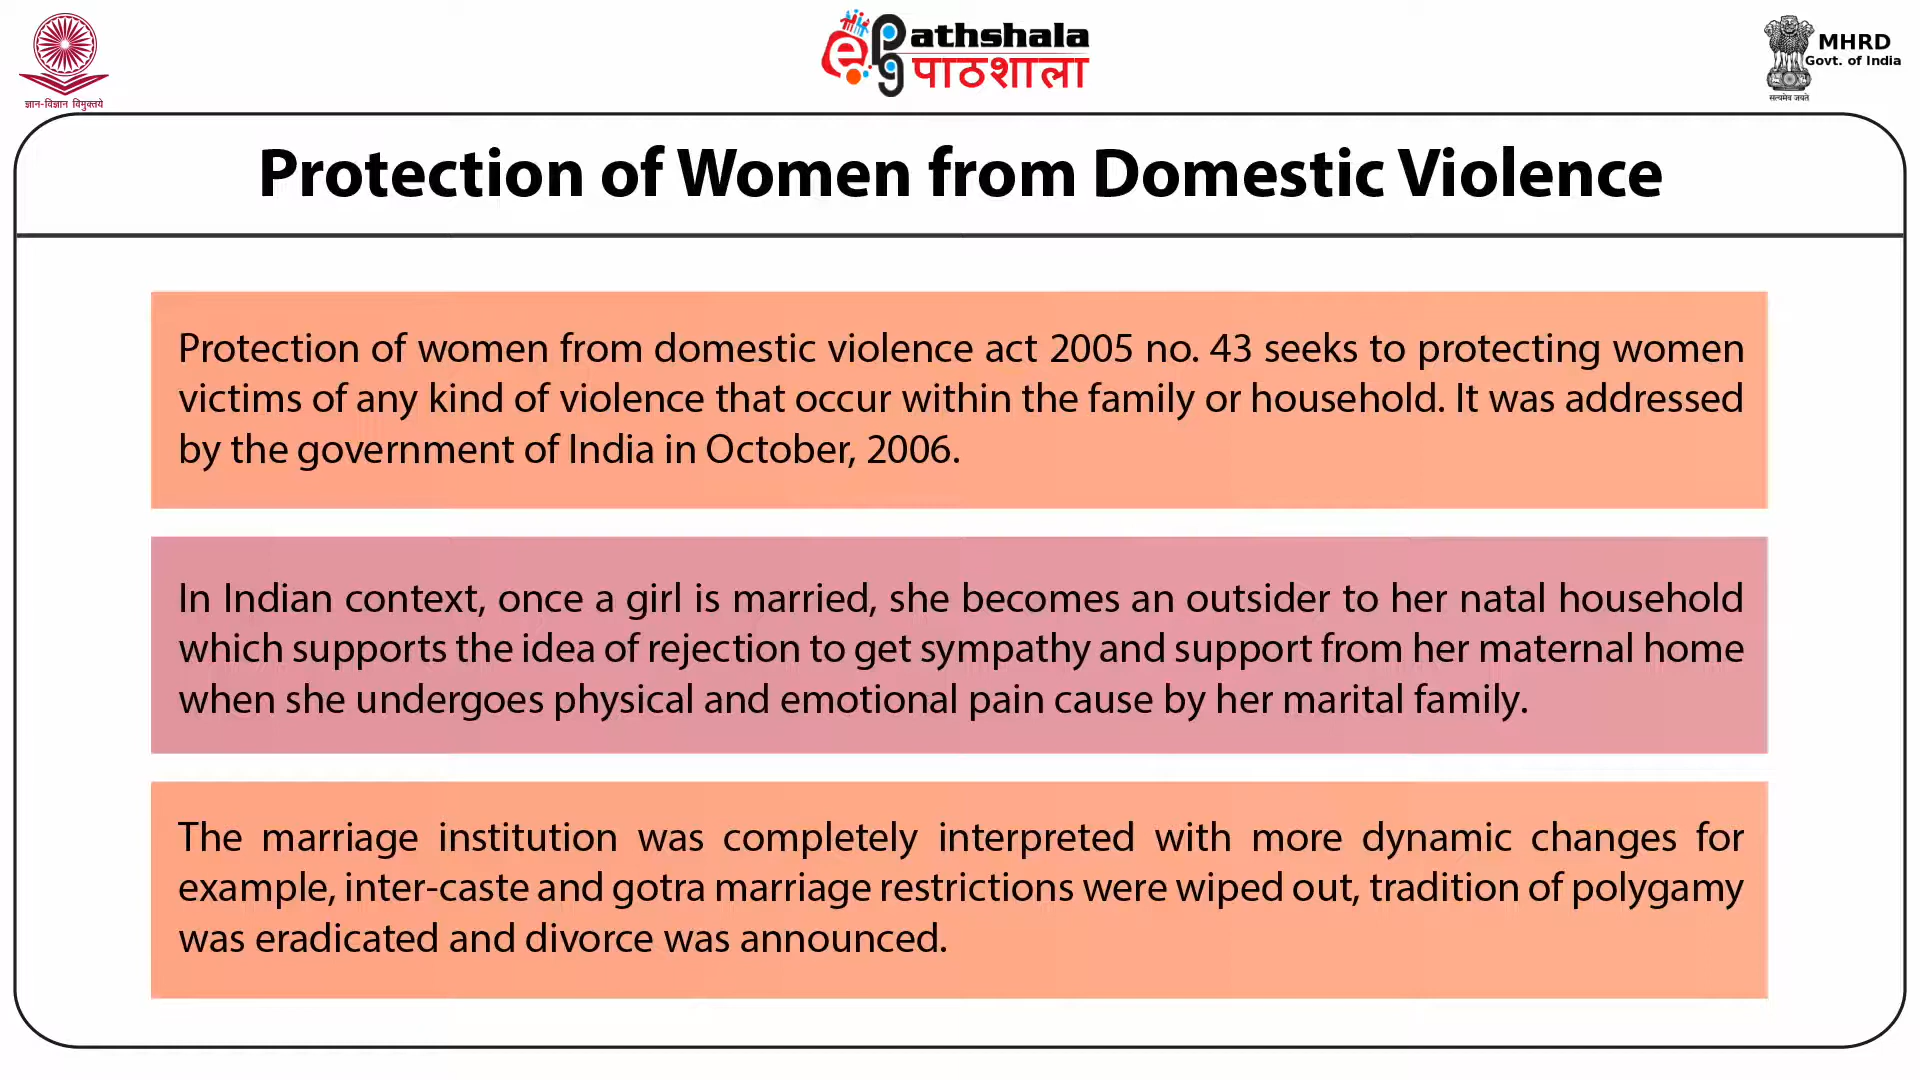 ज्ञान-विज्ञान विमुक्तये
ePathshala
पाठशाला
MHRD
Govt. of India
सत्यमेव जयते
Protection of Women from Domestic Violence
Protection of women from domestic violence act 2005 no. 43 seeks to protecting women
victims of any kind of violence that occur within the family or household. It was addressed
by the government of India in October, 2006.
In Indian context, once a girl is married, she becomes an outsider to her natal household
which supports the idea of rejection to get sympathy and support from her maternal home
when she undergoes physical and emotional pain cause by her marital family.
The marriage institution was completely interpreted with more dynamic changes for
example, inter-caste and gotra marriage restrictions were wiped out, tradition of polygamy
was eradicated and divorce was announced.